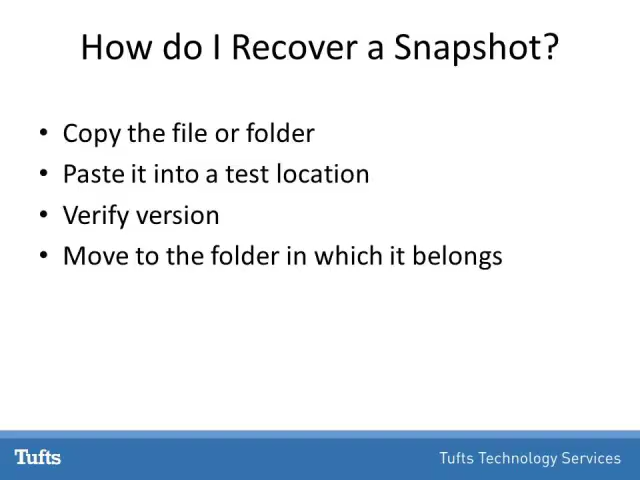 How do I Recover a Snapshot?
• Copy the file or folder
• Paste it into a test location
• Verify version
• Move to the folder in which it belongs
Tufts
Tufts Technology Services